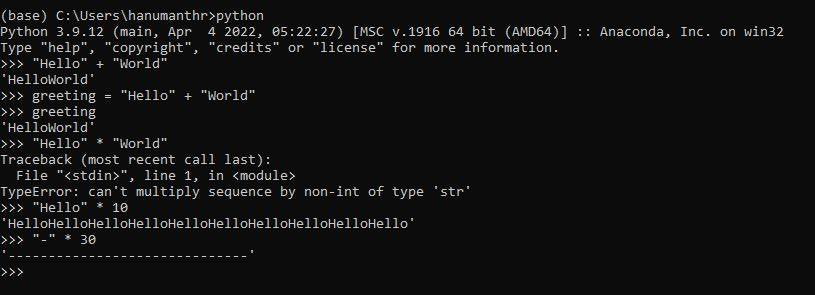 (base) C:\Users\hanumanthr>python
Python 3.9.12 (main, Apr  4 2022, 05:22:27) [MSC v.1916 64 bit (AMD64)] :: Anaconda, Inc. on win32
Type "help", "copyright", "credits" or "license" for more information.
>>> "Hello" + "World"
'HelloWorld'
>>> greeting = "Hello" + "World"
>>> greeting
'HelloWorld'
>>> "Hello" * "World"
Traceback (most recent call last):
  File "<stdin>", line 1, in <module>
TypeError: can't multiply sequence by non-int of type 'str'
>>> "Hello" * 10
'HelloHelloHelloHelloHelloHelloHelloHelloHelloHello'
>>> "-" * 30
'------------------------------'
>>>